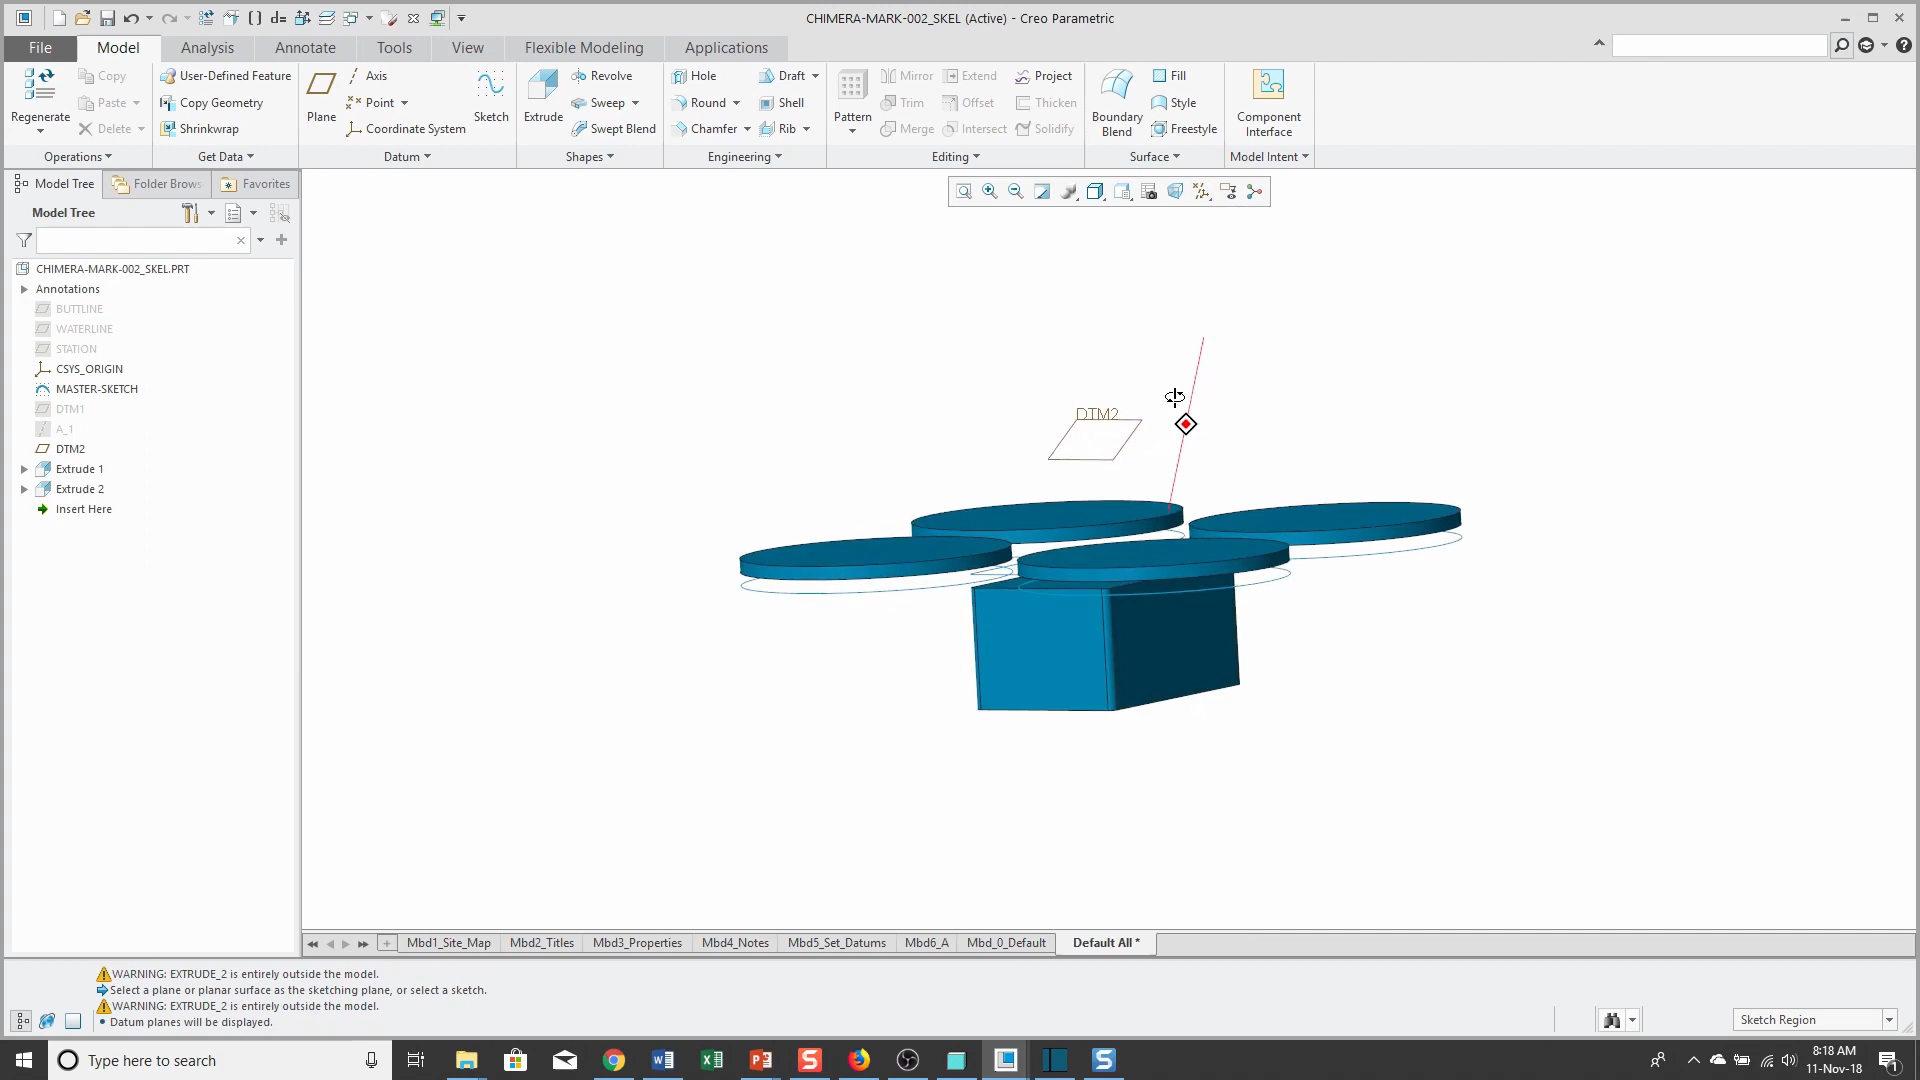 CHIMERA-MARK-002_SKEL (Active) - Creo Parametric
File Model Analysis Annotate Tools View Flexible Modeling Applications
Regenerate
Copy
Paste
Delete
Operations
User-Defined Feature
Copy Geometry
Shrinkwrap
Get Data
Plane
Axis
Point
Coordinate System
Sketch
Datum
Extrude
Revolve
Sweep
Swept Blend
Shapes
Hole
Round
Chamfer
Draft
Shell
Rib
Engineering
Pattern
Mirror
Trim
Merge
Extend
Offset
Intersect
Project
Thicken
Solidify
Editing
Boundary
Blend
Fill
Style
Freestyle
Surface
Component
Interface
Model Intent
Model Tree
Folder Brows
Favorites
Model Tree
CHIMERA-MARK-002_SKEL.PRT
Annotations
BUTTLINE
WATERLINE
STATION
CSYS_ORIGIN
MASTER-SKETCH
DTM1
A_1
DTM2
Extrude 1
Extrude 2
Insert Here
DTM2
Mbd1_Site_Map Mbd2_Titles Mbd3_Properties Mbd4_Notes Mbd5_Set_Datums Mbd6_A Mbd_0_Default Default All *
WARNING: EXTRUDE_2 is entirely outside the model.
Select a plane or planar surface as the sketching plane, or select a sketch.
WARNING: EXTRUDE_2 is entirely outside the model.
• Datum planes will be displayed.
Sketch Region
Type here to search
8:18 AM
11-Nov-18
1